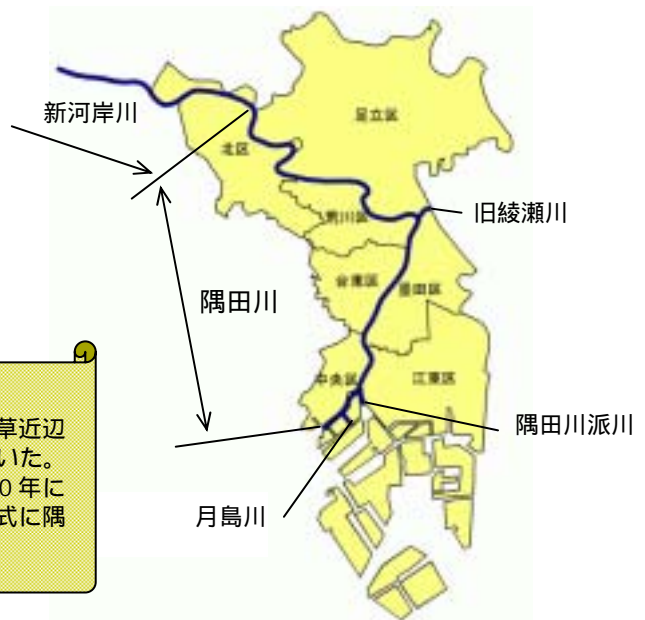 新河岸川
足立区
北区
荒川区
旧綾瀬川
台東区
墨田区
隅田川
中央区
江東区
隅田川派川
月島川
草近辺
いた。
0年に
式に隅